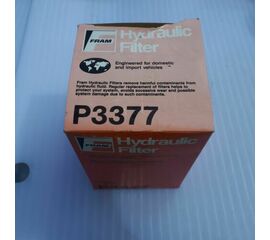 FRAM
Hydraulic
Filter
Engineered for domestic
and import vehicles
Fram Hydraulic Filters remove harmful contaminants from
hydraulic fluid. Regular replacement of filters helps to
protect your system, avoids excessive wear and possible
system damage due to such contaminants.
P3377
FRAM
Hydraulic
Filter